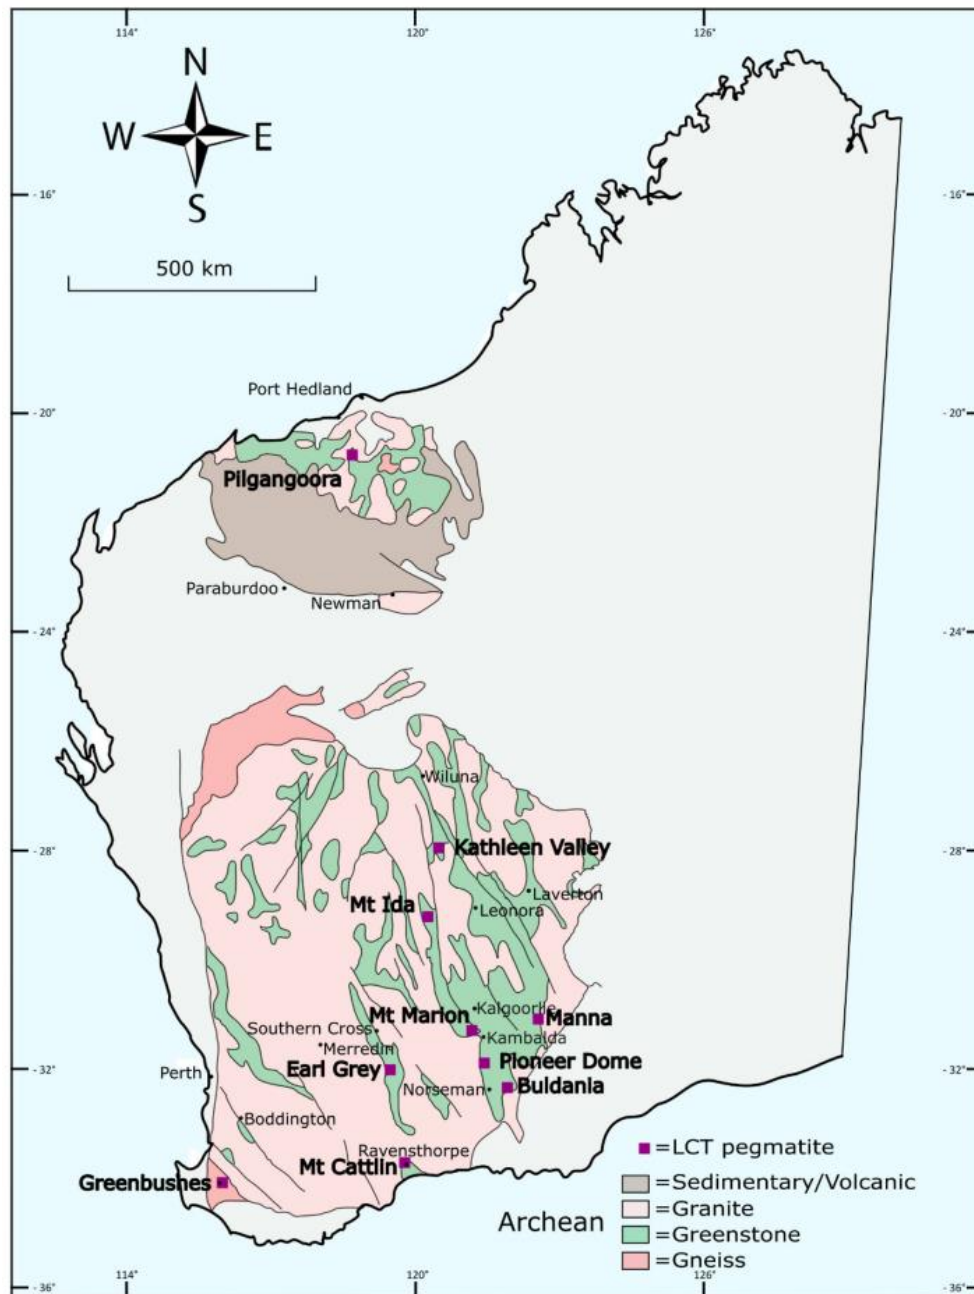 114°
120°
126°
N
W E
S
-16°
-16°
500 km
-18°
-18°
Port Hedland
-20°
-20°
Pilgangoora
Paraburdoo
Newman
-24°
-24°
Wiluna
-28°
Kathleen Valley
-28°
Mt Ida
Laverton
Leonora
Kalgoorlie
Mt Marion
Manna
Southern Cross
Kambalda
Merredin
Pioneer Dome
-32°
Earl Grey
-32°
Perth
Norseman
Buldania
Boddington
Ravensthorpe
=LCT pegmatite
Mt Cattlin
Greenbushes
=Sedimentary/Volcanic
=Granite
Archean
=Greenstone
=Gneiss
-36°
-36°
114°
120°
126°